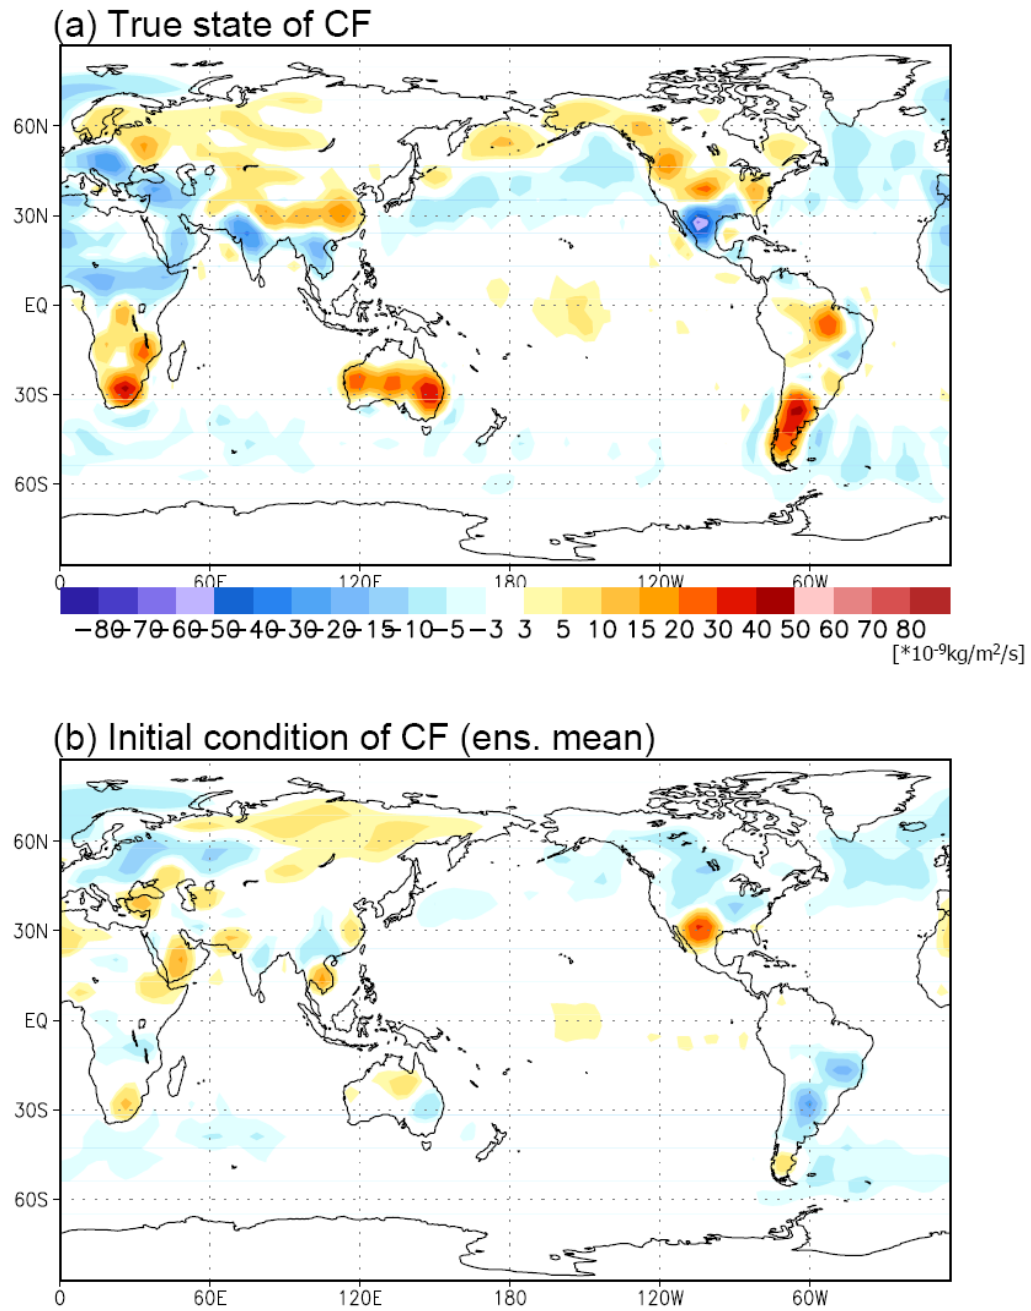 (a) True state of CF
60N
30N
EQ
30S
60S
0 60E 120E 180 120W 60W
−80 −70 −60 −50 −40 −30 −20 −15 −10 −5 −3 3 5 10 15 20 30 40 50 60 70 80
[*10⁻⁹kg/m²/s]
(b) Initial condition of CF (ens. mean)
60N
30N
EQ
30S
60S
0 60E 120E 180 120W 60W